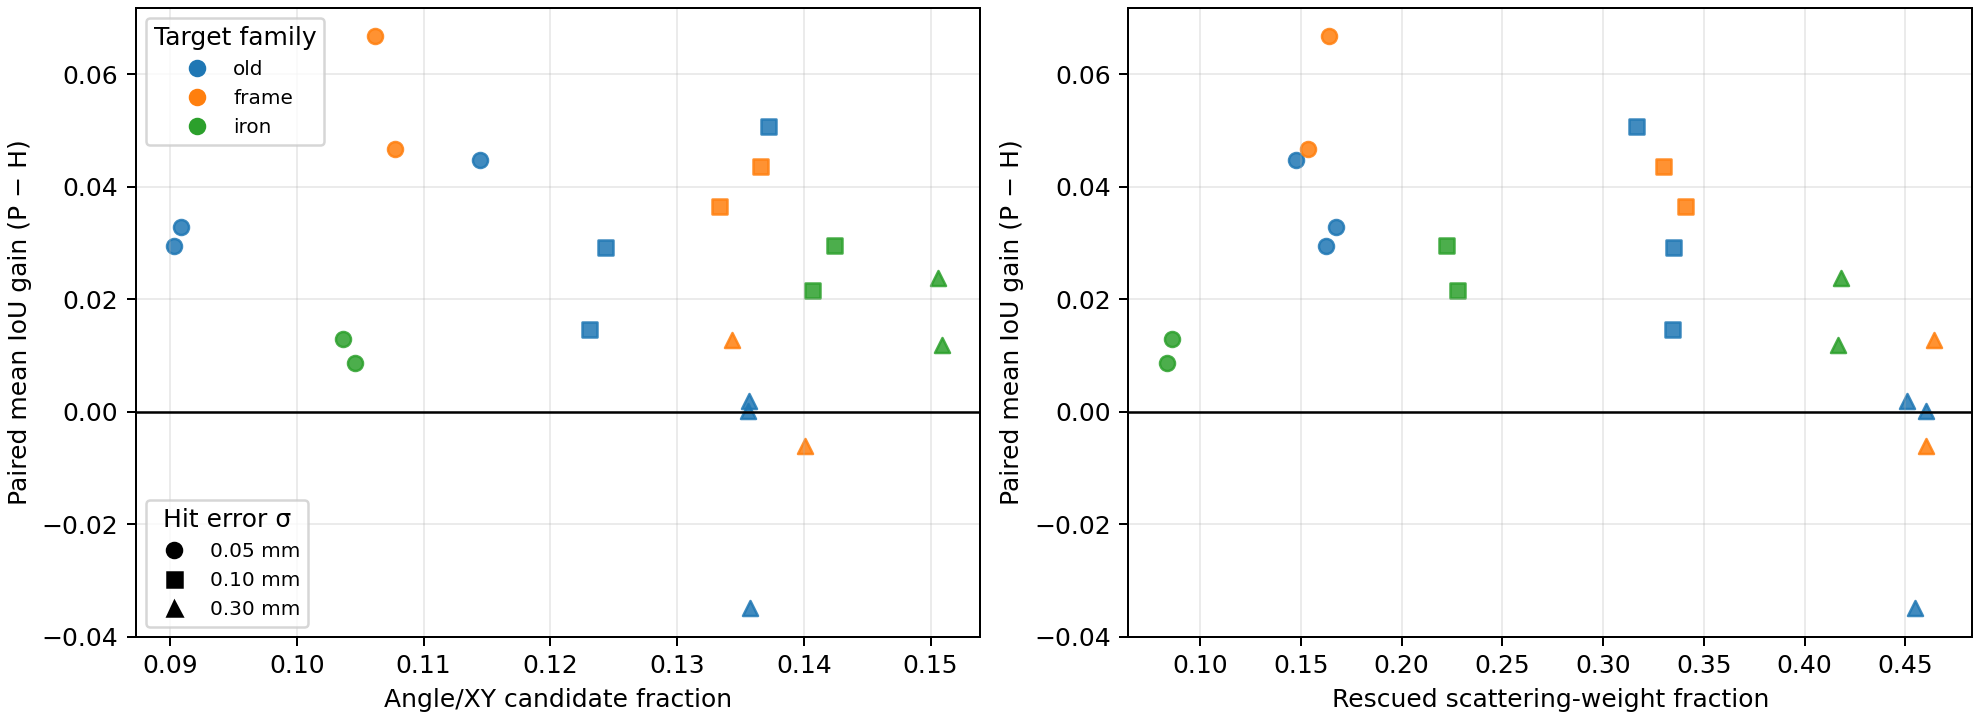 Paired mean IoU gain (P − H)
0.06
0.04
0.02
0.00
−0.02
−0.04
Target family
old
frame
iron
Hit error σ
0.05 mm
0.10 mm
0.30 mm
0.09 0.10 0.11 0.12 0.13 0.14 0.15
Angle/XY candidate fraction
Paired mean IoU gain (P − H)
0.06
0.04
0.02
0.00
−0.02
−0.04
0.10 0.15 0.20 0.25 0.30 0.35 0.40 0.45
Rescued scattering-weight fraction